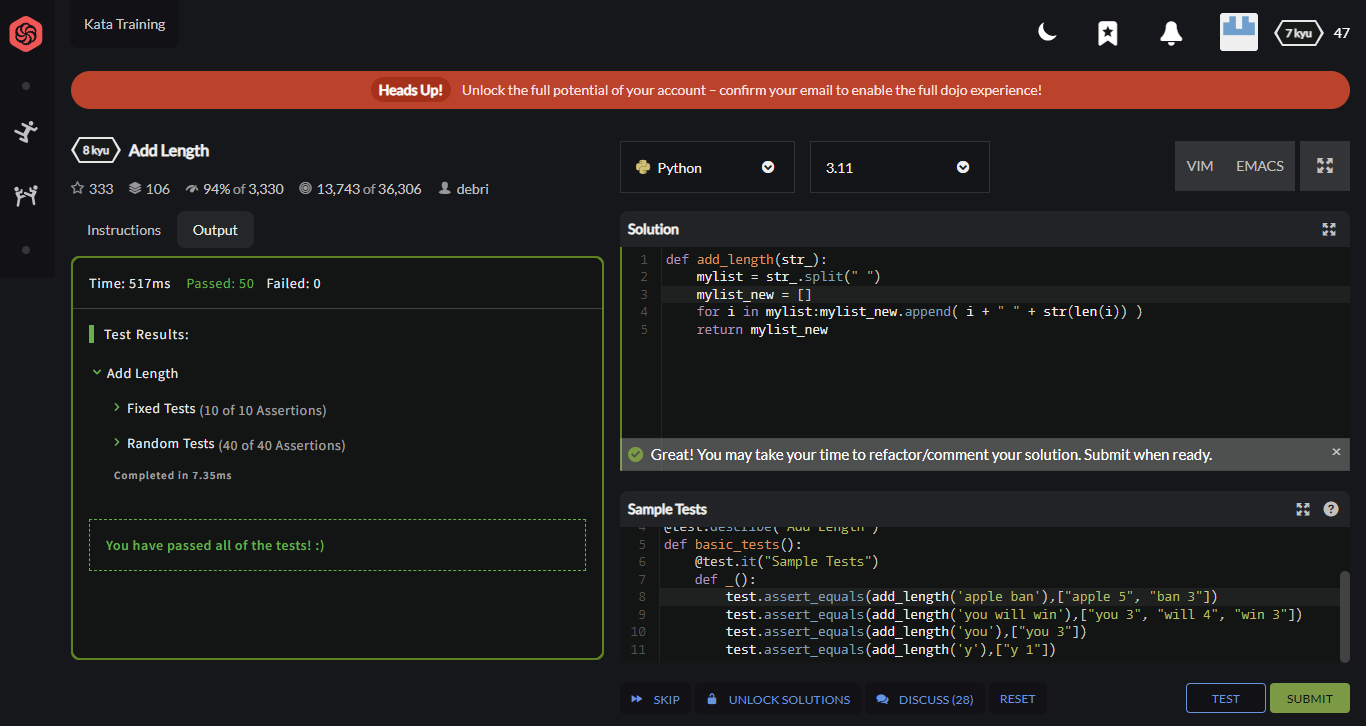 Kata Training
7 kyu 47
Heads Up! Unlock the full potential of your account – confirm your email to enable the full dojo experience!
8 kyu Add Length
333 106 94% of 3,330 13,743 of 36,306 debri
Instructions Output
Time: 517ms Passed: 50 Failed: 0
Test Results:
Add Length
Fixed Tests (10 of 10 Assertions)
Random Tests (40 of 40 Assertions)
Completed in 7.35ms
You have passed all of the tests! :)
Python 3.11 VIM EMACS
Solution
1 def add_length(str_):
2 mylist = str_.split(" ")
3 mylist_new = []
4 for i in mylist:mylist_new.append( i + " " + str(len(i)) )
5 return mylist_new
Great! You may take your time to refactor/comment your solution. Submit when ready. ×
Sample Tests ?
4 @test.describe("Add Length")
5 def basic_tests():
6 @test.it("Sample Tests")
7 def _():
8 test.assert_equals(add_length('apple ban'),["apple 5", "ban 3"])
9 test.assert_equals(add_length('you will win'),["you 3", "will 4", "win 3"])
10 test.assert_equals(add_length('you'),["you 3"])
11 test.assert_equals(add_length('y'),["y 1"])
SKIP UNLOCK SOLUTIONS DISCUSS (28) RESET TEST SUBMIT